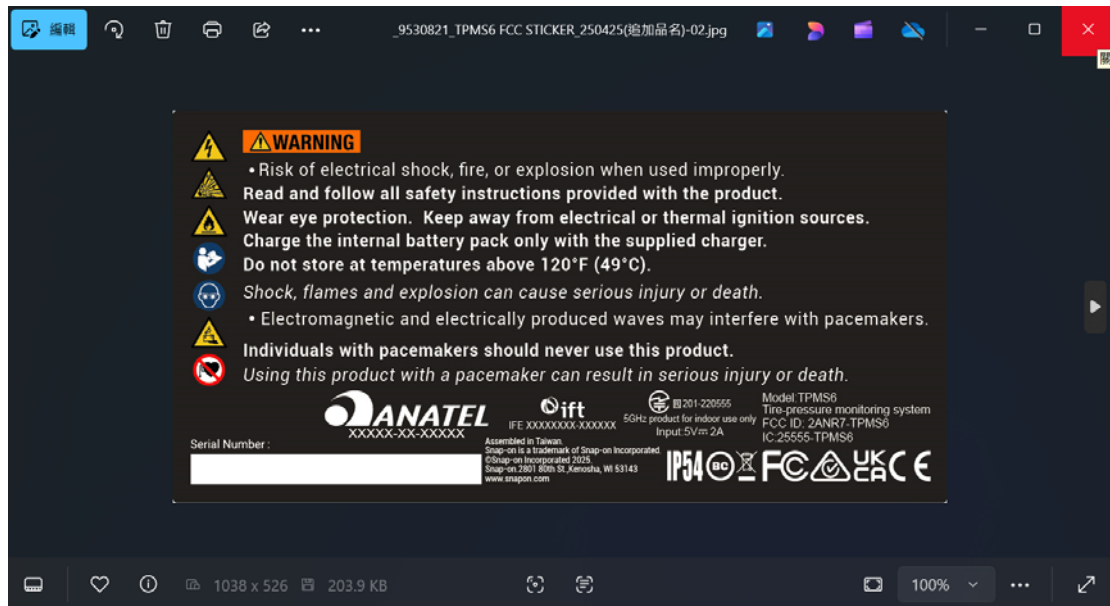 編輯
_9530821_TPMS6 FCC STICKER_250425(追加品名)-02.jpg
WARNING
• Risk of electrical shock, fire, or explosion when used improperly.
Read and follow all safety instructions provided with the product.
Wear eye protection. Keep away from electrical or thermal ignition sources.
Charge the internal battery pack only with the supplied charger.
Do not store at temperatures above 120°F (49°C).
Shock, flames and explosion can cause serious injury or death.
• Electromagnetic and electrically produced waves may interfere with pacemakers.
Individuals with pacemakers should never use this product.
Using this product with a pacemaker can result in serious injury or death.
ANATEL
XXXXX-XX-XXXXX
ift
IFE XXXXXXXX-XXXXXX
201-220555
5GHz product for indoor use only
Input:5V⎓2A
Model:TPMS6
Tire-pressure monitoring system
FCC ID: 2ANR7-TPMS6
IC:25555-TPMS6
Serial Number :
Assembled in Taiwan.
Snap-on is a trademark of Snap-on Incorporated.
©Snap-on Incorporated 2025.
Snap-on.2801 80th St.,Kenosha, WI 53143
www.snapon.com
IP54 BC FC UK CA CE
1038 x 526 203.9 KB
100%